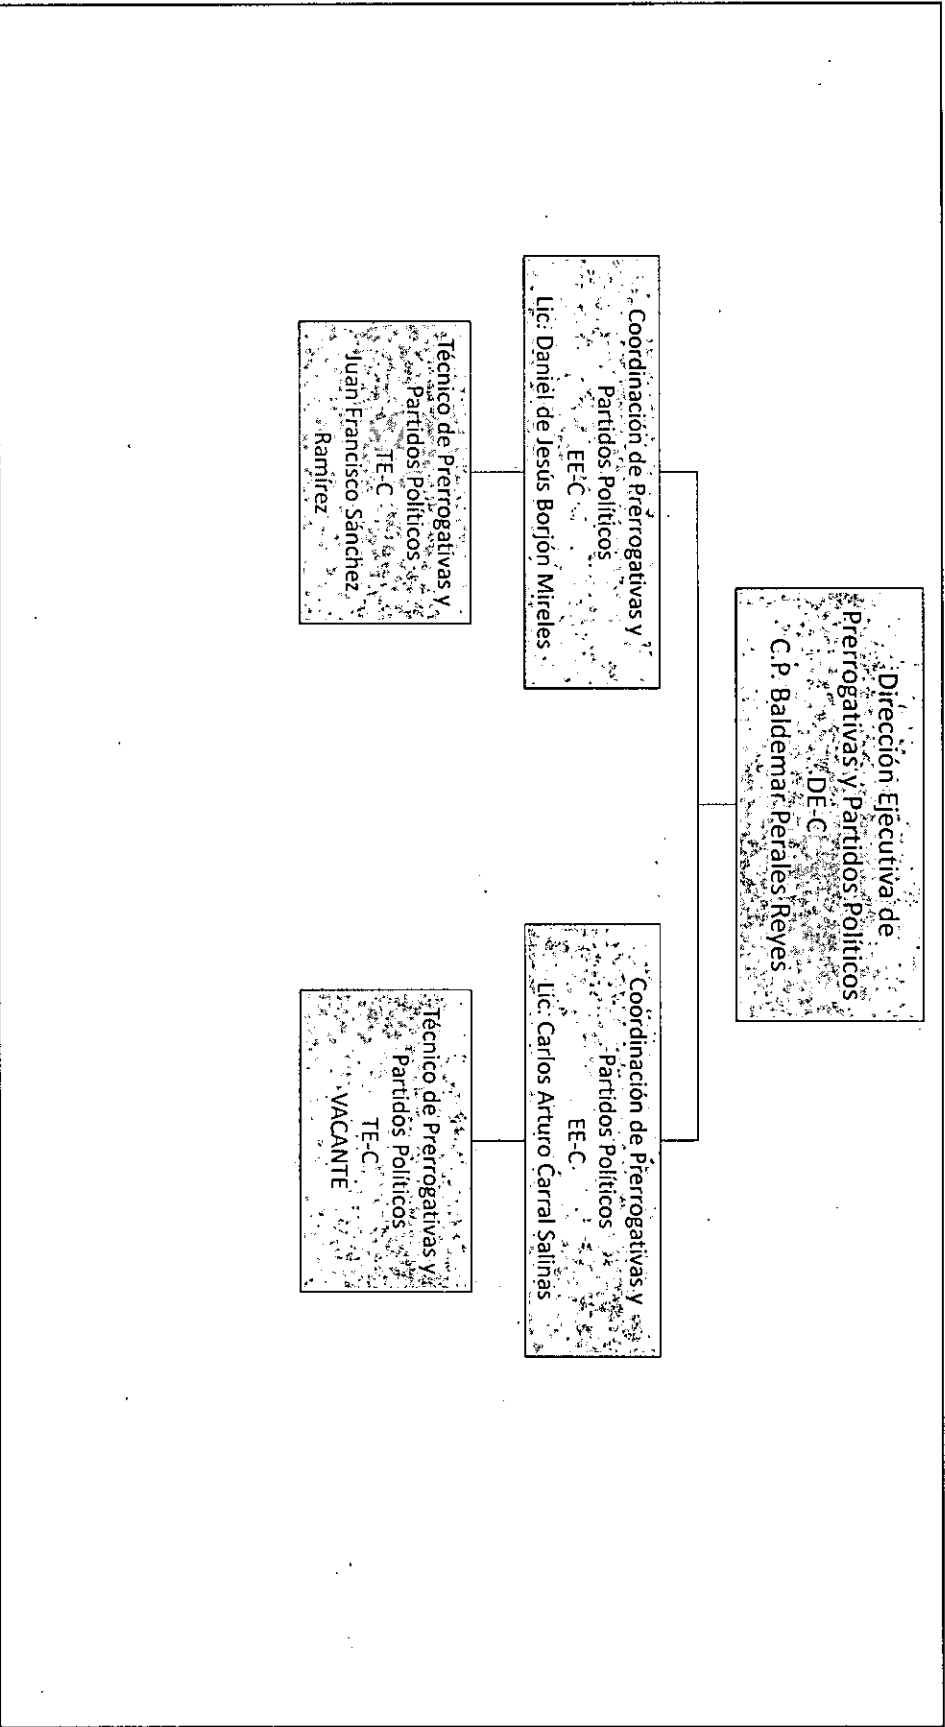 Dirección Ejecutiva de
Prerrogativas y Partidos Políticos
DE-C
C.P. Baldemar Perales Reyes
Coordinación de Prerrogativas y
Partidos Políticos
EE-C
Lic. Daniel de Jesús Borjón Mireles
Coordinación de Prerrogativas y
Partidos Políticos
EE-C
Lic. Carlos Arturo Carral Salinas
Técnico de Prerrogativas y
Partidos Políticos
TE-C
Juan Francisco Sánchez
Ramírez
Técnico de Prerrogativas y
Partidos Políticos
TE-C
VACANTE